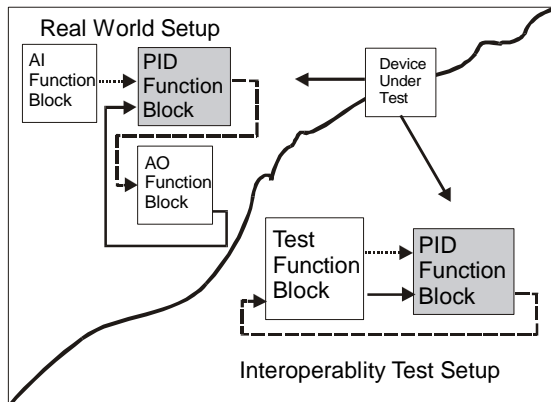 Real World Setup
AI
Function
Block
PID
Function
Block
Device
Under
Test
AO
Function
Block
Test
Function
Block
PID
Function
Block
Interoperablity Test Setup